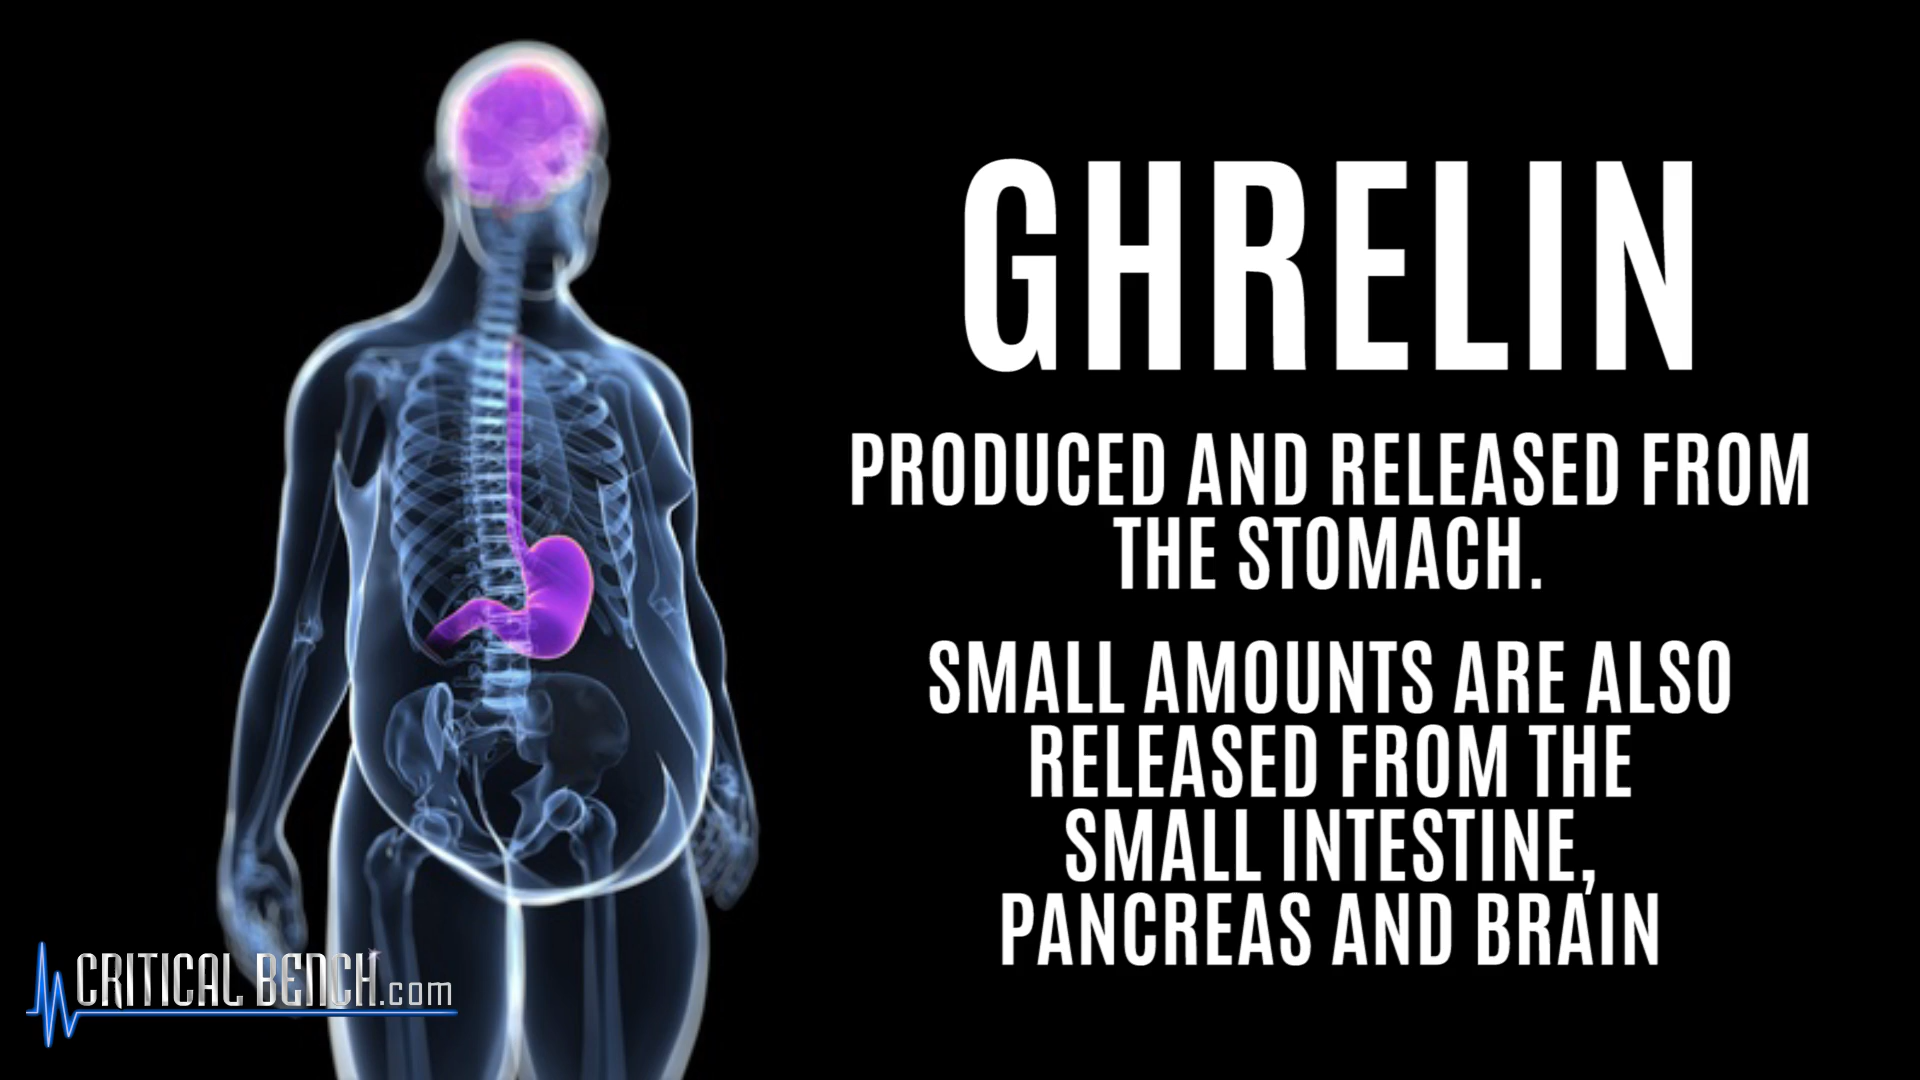 GHRELIN
PRODUCED AND RELEASED FROM
THE STOMACH.
SMALL AMOUNTS ARE ALSO
RELEASED FROM THE
SMALL INTESTINE,
PANCREAS AND BRAIN
CRITICAL BENCH.com